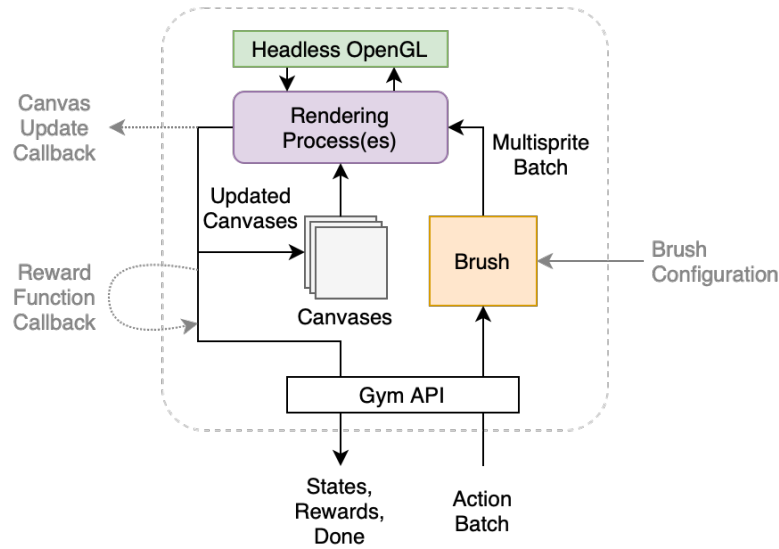 Headless OpenGL
Canvas
Update
Callback
Rendering
Process(es)
Multisprite
Batch
Updated
Canvases
Brush
Brush
Configuration
Reward
Function
Callback
Canvases
Gym API
States,
Rewards,
Done
Action
Batch